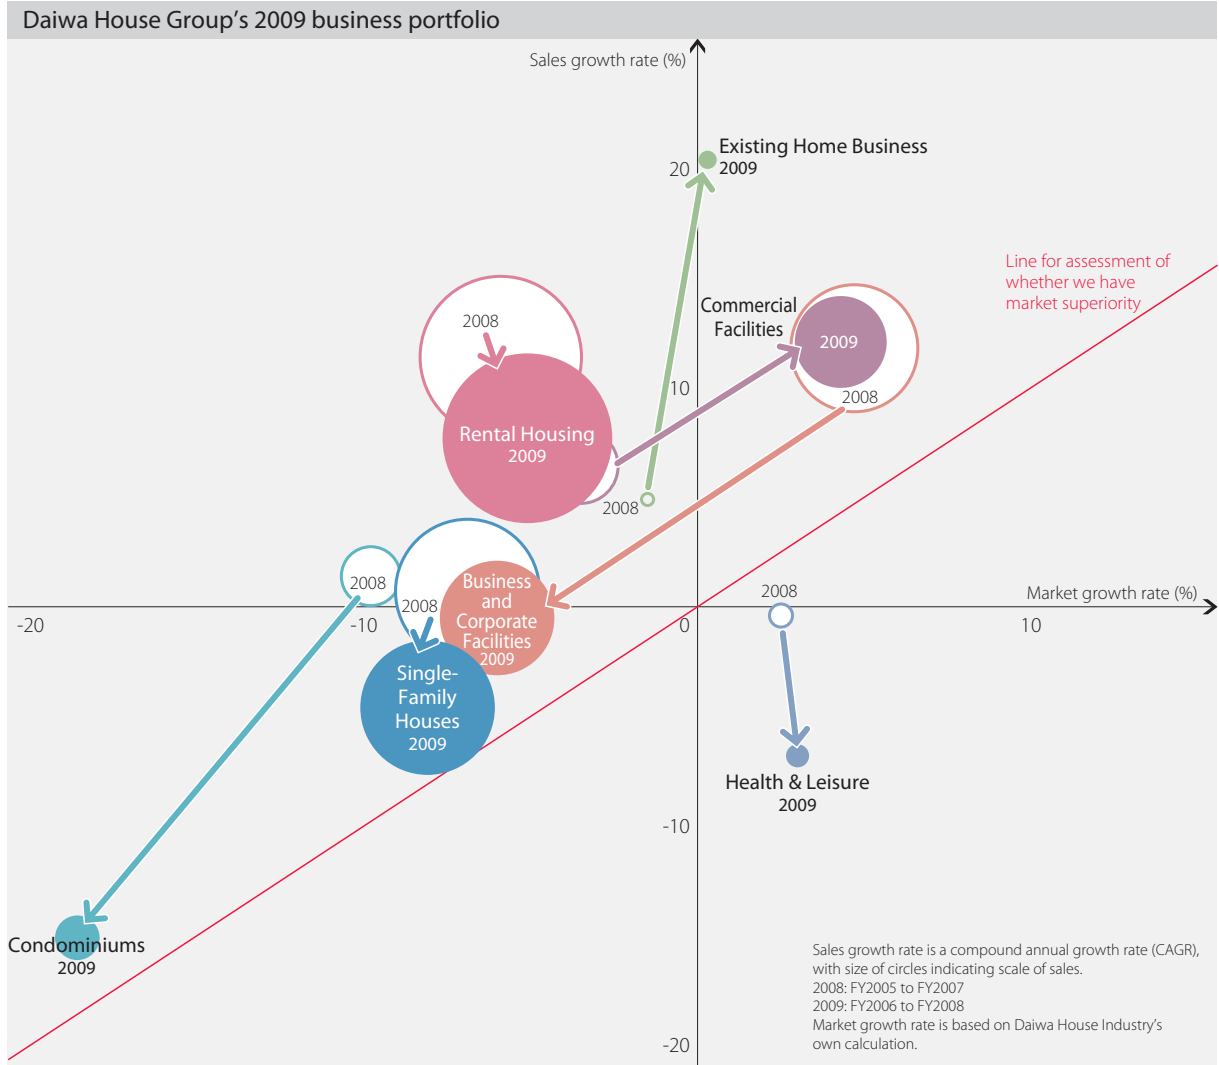 Daiwa House Group's 2009 business portfolio
Sales growth rate (%)
Existing Home Business
2009
20
Line for assessment of
whether we have
market superiority
Commercial
Facilities
2009
2008
2008
10
Rental Housing
2009
2008
2008
Business
and
Corporate
Facilities
2009
2008
2008
Market growth rate (%)
-20
-10
0
10
Single-
Family
Houses
2009
Health & Leisure
2009
-10
Condominiums
2009
Sales growth rate is a compound annual growth rate (CAGR),
with size of circles indicating scale of sales.
2008: FY2005 to FY2007
2009: FY2006 to FY2008
Market growth rate is based on Daiwa House Industry's
own calculation.
-20